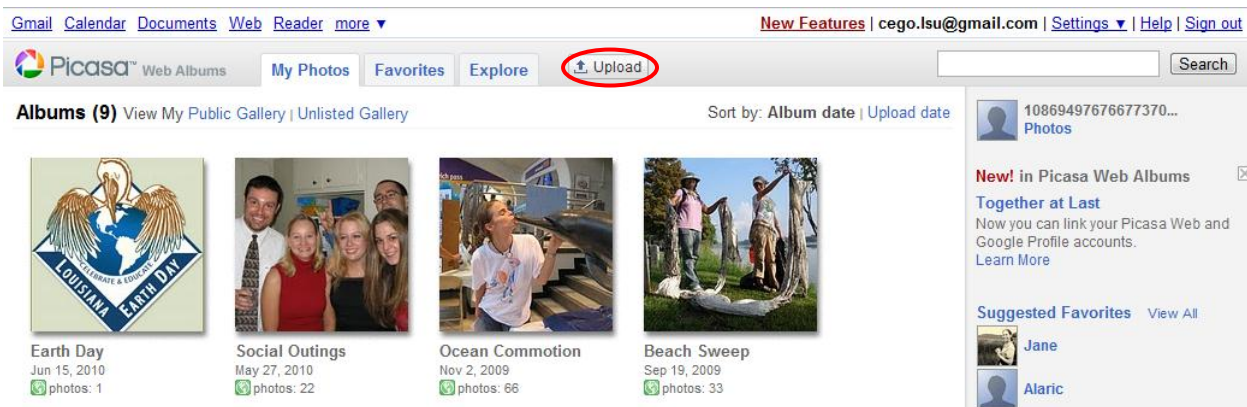 Gmail Calendar Documents Web Reader more ▼
New Features | cego.lsu@gmail.com | Settings ▼ | Help | Sign out
Picasa™ Web Albums My Photos Favorites Explore Upload Search
Albums (9) View My Public Gallery | Unlisted Gallery
Sort by: Album date | Upload date
CELEBRATE & EDUCATE
LOUISIANA EARTH DAY
Earth Day
Jun 15, 2010
photos: 1
Social Outings
May 27, 2010
photos: 22
Ocean Commotion
Nov 2, 2009
photos: 66
Beach Sweep
Sep 19, 2009
photos: 33
10869497676677370...
Photos
New! in Picasa Web Albums
Together at Last
Now you can link your Picasa Web and
Google Profile accounts.
Learn More
Suggested Favorites View All
Jane
Alaric